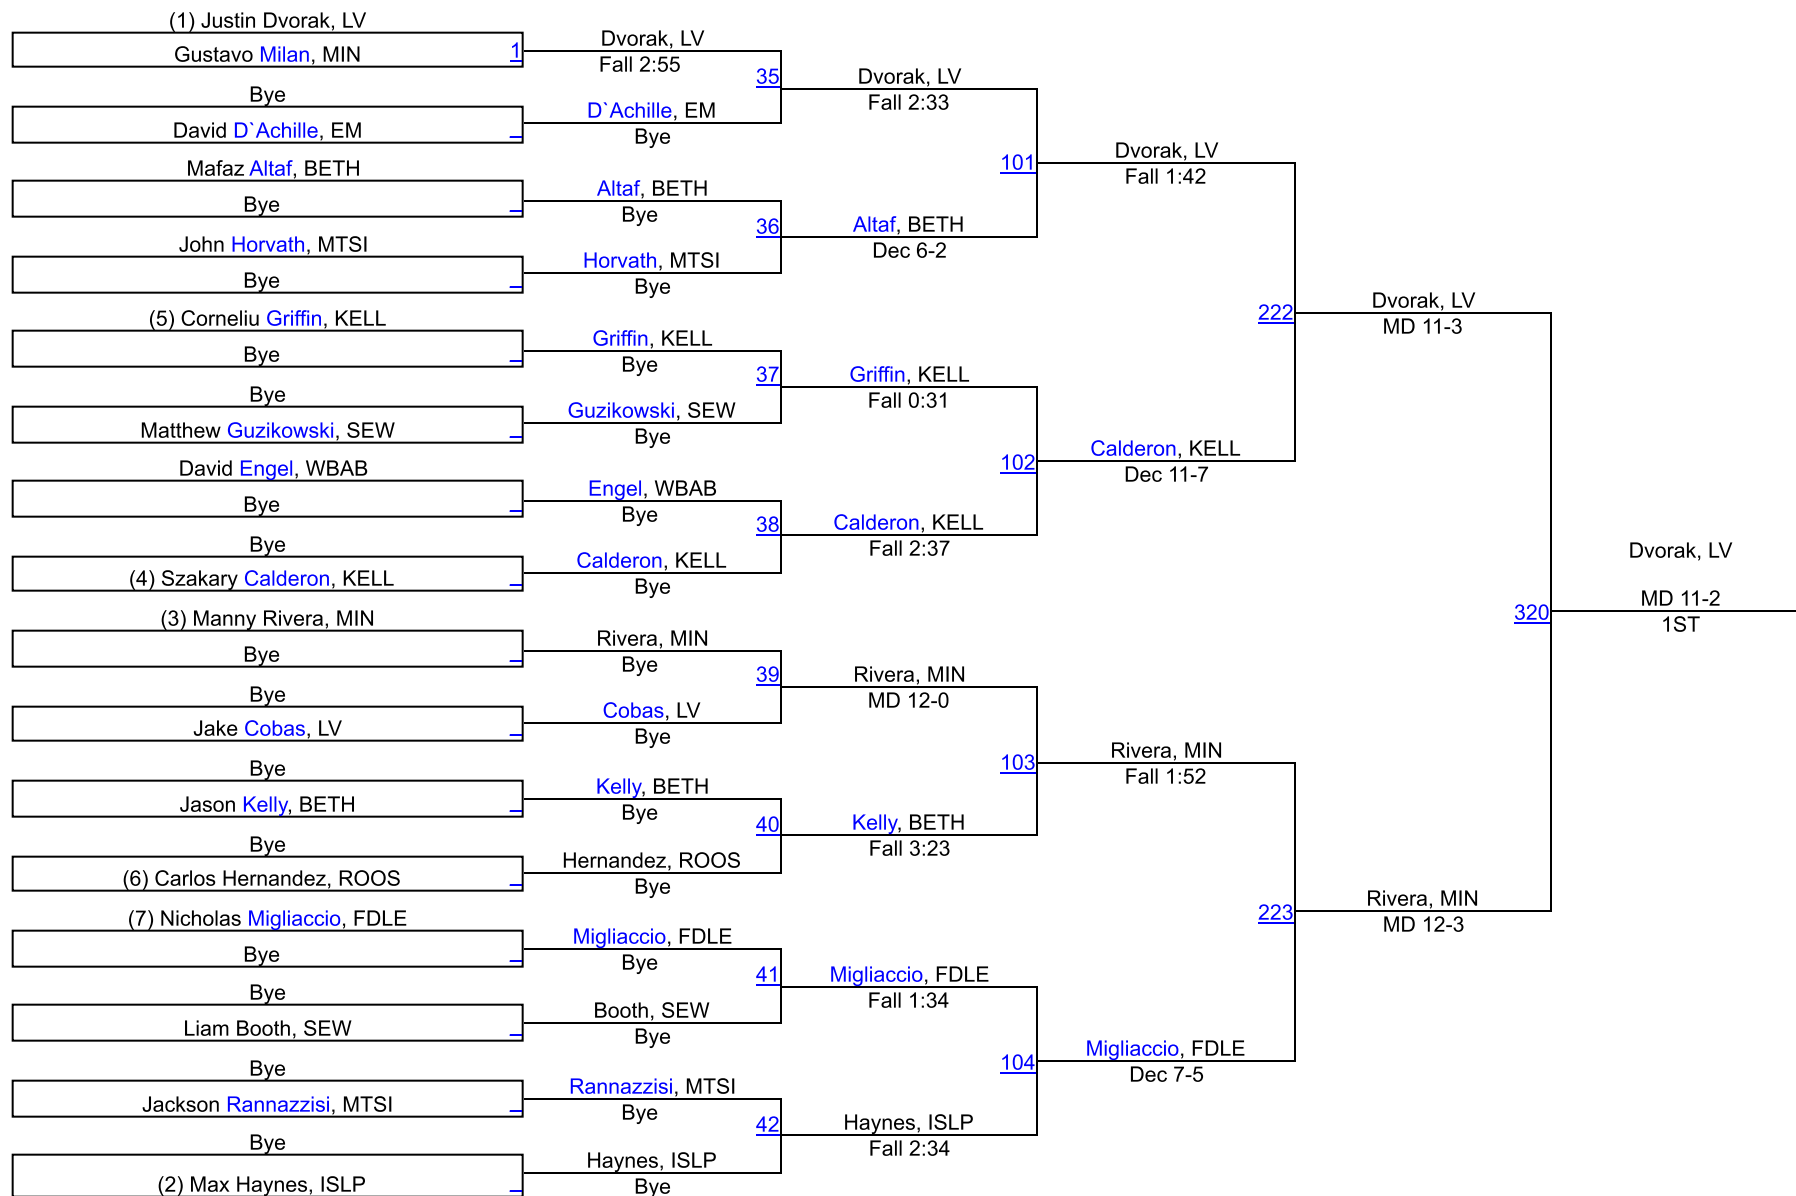 (1) Justin Dvorak, LV
Gustavo Milan, MIN 1
Bye
David D`Achille, EM
Mafaz Altaf, BETH
Bye
John Horvath, MTSI
Bye
(5) Corneliu Griffin, KELL
Bye
Bye
Matthew Guzikowski, SEW
David Engel, WBAB
Bye
Bye
(4) Szakary Calderon, KELL
(3) Manny Rivera, MIN
Bye
Bye
Jake Cobas, LV
Bye
Jason Kelly, BETH
Bye
(6) Carlos Hernandez, ROOS
(7) Nicholas Migliaccio, FDLE
Bye
Bye
Liam Booth, SEW
Bye
Jackson Rannazzisi, MTSI
Bye
(2) Max Haynes, ISLP
Dvorak, LV
Fall 2:55
35
D`Achille, EM
Bye
Altaf, BETH
Bye
36
Horvath, MTSI
Bye
Griffin, KELL
Bye
37
Guzikowski, SEW
Bye
Engel, WBAB
Bye
38
Calderon, KELL
Bye
Rivera, MIN
Bye
39
Cobas, LV
Bye
Kelly, BETH
Bye
40
Hernandez, ROOS
Bye
Migliaccio, FDLE
Bye
41
Booth, SEW
Bye
Rannazzisi, MTSI
Bye
42
Haynes, ISLP
Bye
Dvorak, LV
Fall 2:33
101
Altaf, BETH
Dec 6-2
Griffin, KELL
Fall 0:31
102
Calderon, KELL
Fall 2:37
Rivera, MIN
MD 12-0
103
Kelly, BETH
Fall 3:23
Migliaccio, FDLE
Fall 1:34
104
Haynes, ISLP
Fall 2:34
Dvorak, LV
Fall 1:42
222
Calderon, KELL
Dec 11-7
Rivera, MIN
Fall 1:52
223
Migliaccio, FDLE
Dec 7-5
Dvorak, LV
MD 11-3
320
Rivera, MIN
MD 12-3
Dvorak, LV
MD 11-2
1ST